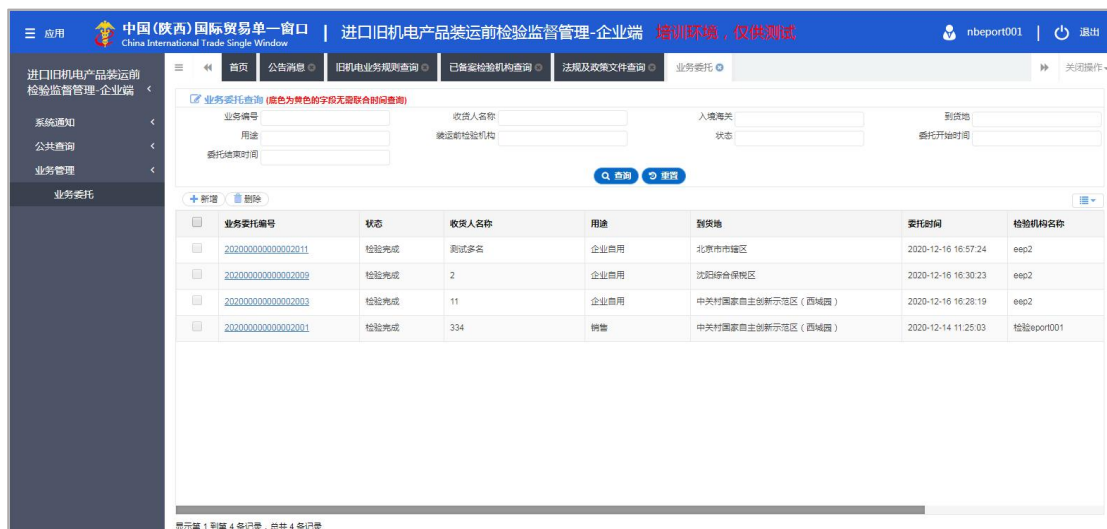 应用 中国(陕西)国际贸易单一窗口 | 进口旧机电产品装运前检验监督管理-企业端 培训环境，仅供测试 nbeport001 | 退出
China International Trade Single Window
进口旧机电产品装运前
检验监督管理-企业端
系统通知
公共查询
业务管理
业务委托
首页 公告消息 旧机电业务规则查询 已备案检验机构查询 法规及政策文件查询 业务委托 关闭操作
业务委托查询 (底色为黄色的字段无需联合时间查询)
业务编号 收货人名称 入境海关 到货地
用途 装运前检验机构 状态 委托开始时间
委托结束时间
查询 重置
新增 删除
业务委托编号 状态 收货人名称 用途 到货地 委托时间 检验机构名称
202000000000002011 检验完成 测试多名 企业自用 北京市市辖区 2020-12-16 16:57:24 eep2
202000000000002009 检验完成 2 企业自用 沈阳综合保税区 2020-12-16 16:30:23 eep2
202000000000002003 检验完成 11 企业自用 中关村国家自主创新示范区（西城园） 2020-12-16 16:28:19 eep2
202000000000002001 检验完成 334 销售 中关村国家自主创新示范区（西城园） 2020-12-14 11:25:03 检验eport001
显示第 1 到第 4 条记录，总共 4 条记录